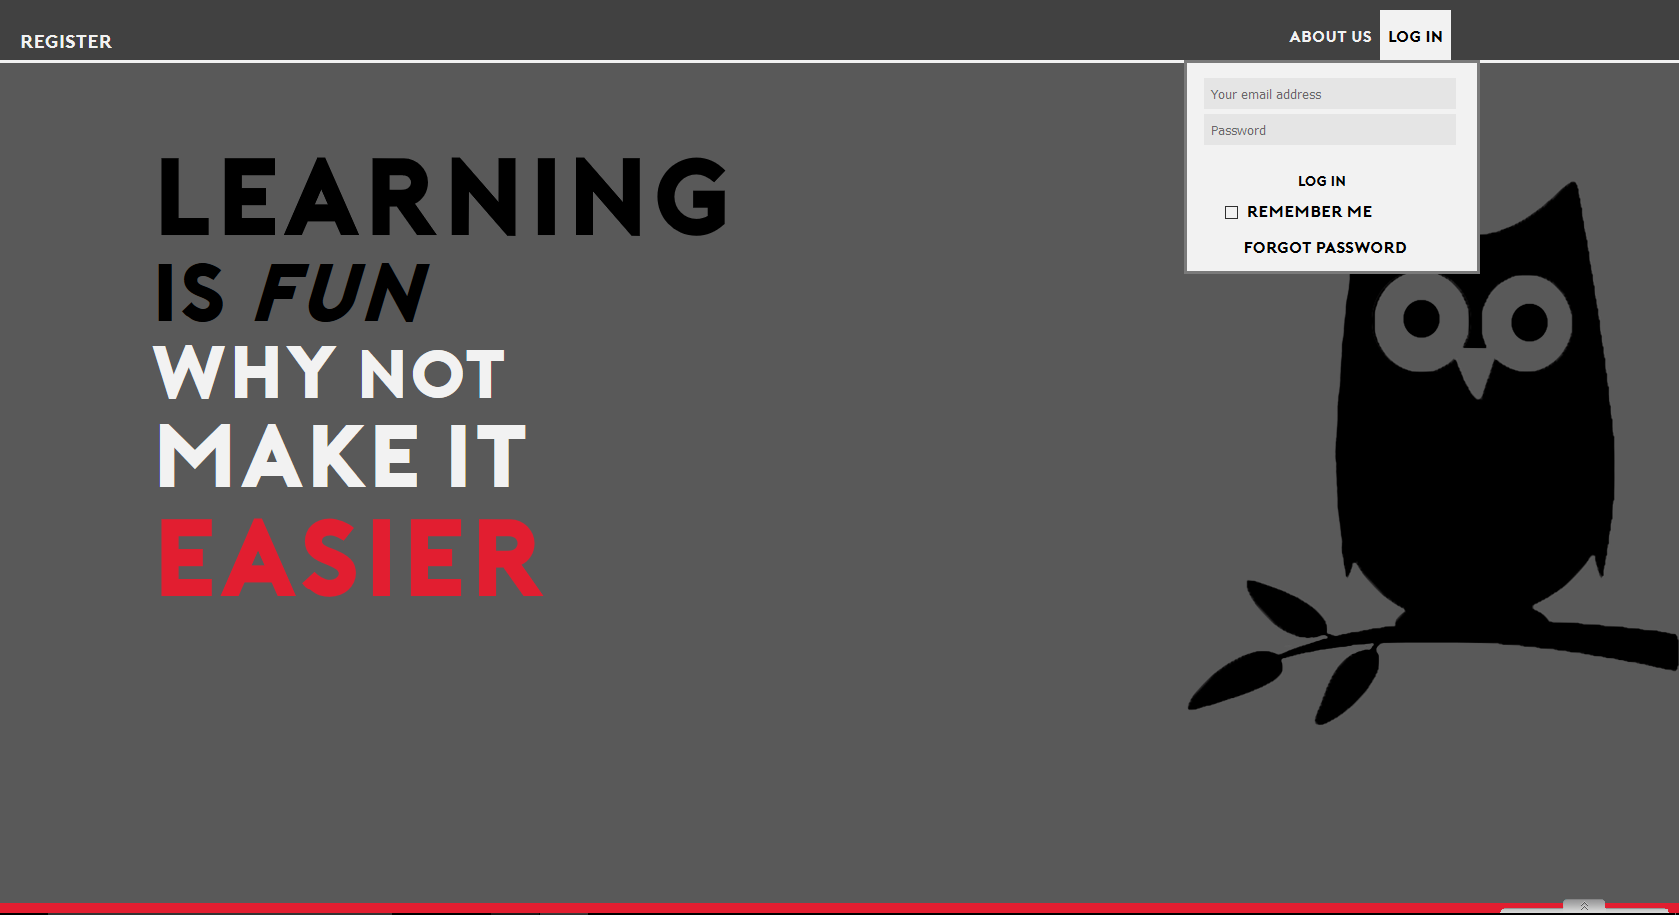 REGISTER
ABOUT US
LOG IN
Your email address
Password
LOG IN
REMEMBER ME
FORGOT PASSWORD
LEARNING
IS FUN
WHY NOT
MAKE IT
EASIER